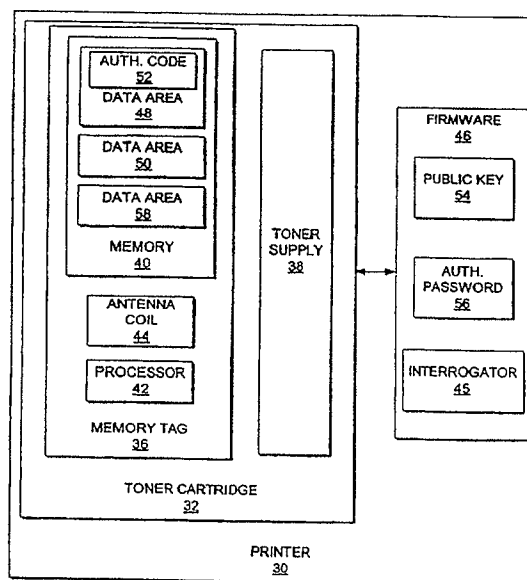 AUTH. CODE
52
DATA AREA
48
DATA AREA
50
DATA AREA
58
MEMORY
40
ANTENNA
COIL
44
PROCESSOR
42
MEMORY TAG
36
TONER
SUPPLY
38
TONER CARTRIDGE
32
FIRMWARE
46
PUBLIC KEY
54
AUTH.
PASSWORD
56
INTERROGATOR
45
PRINTER
30